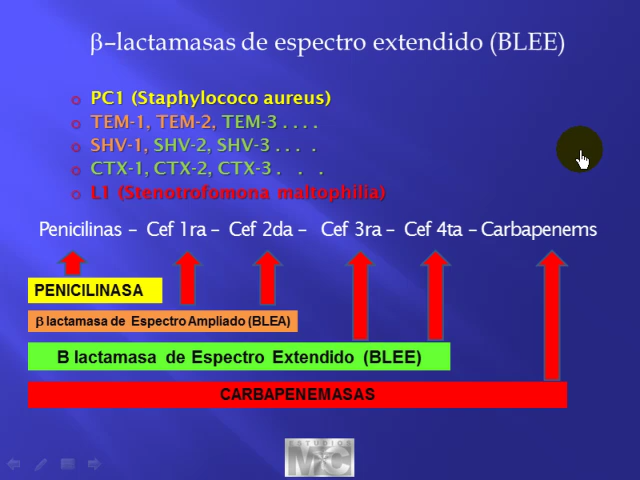 β–lactamasas de espectro extendido (BLEE)
PC1 (Staphylococo aureus)
TEM-1, TEM-2, TEM-3 . . . .
SHV-1, SHV-2, SHV-3 . . . .
CTX-1, CTX-2, CTX-3 . . .
L1 (Stenotrofomona maltophilia)
Penicilinas – Cef 1ra – Cef 2da – Cef 3ra – Cef 4ta – Carbapenems
PENICILINASA
β lactamasa de Espectro Ampliado (BLEA)
B lactamasa de Espectro Extendido (BLEE)
CARBAPENEMASAS
ESTUDIOS
MC